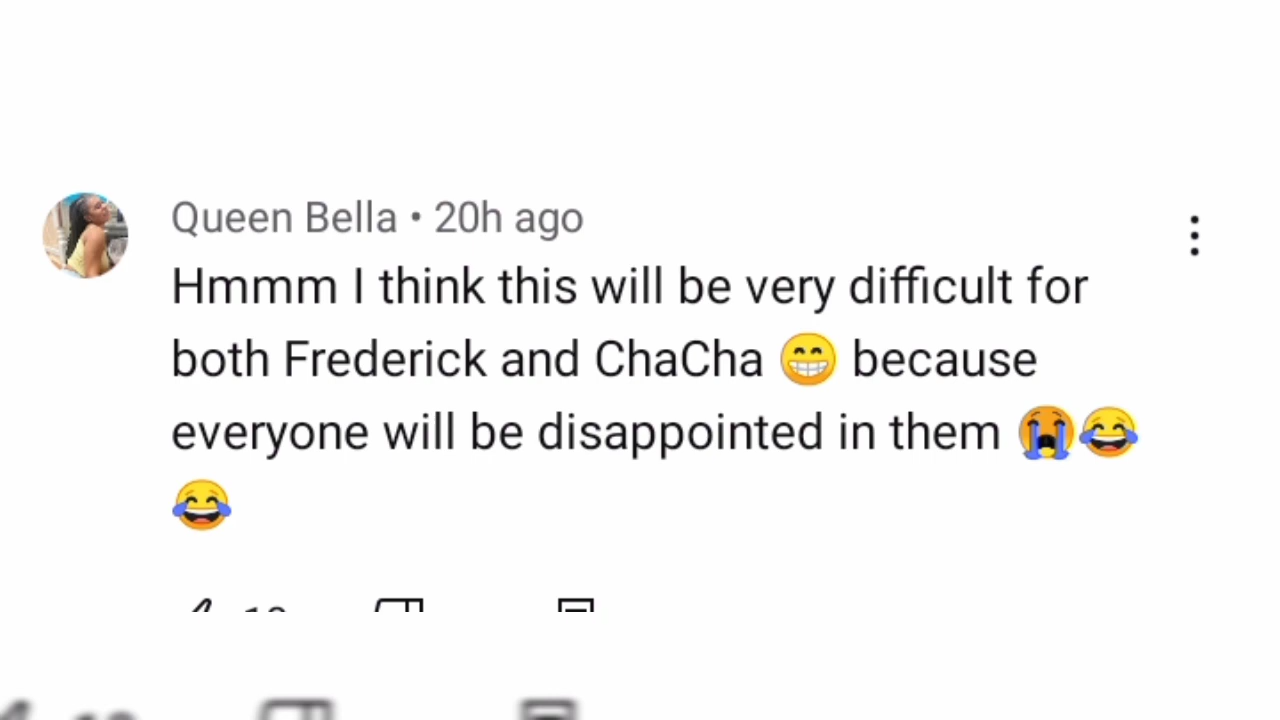 Queen Bella • 20h ago
Hmmm I think this will be very difficult for
both Frederick and ChaCha 😁 because
everyone will be disappointed in them 😭😂
😂